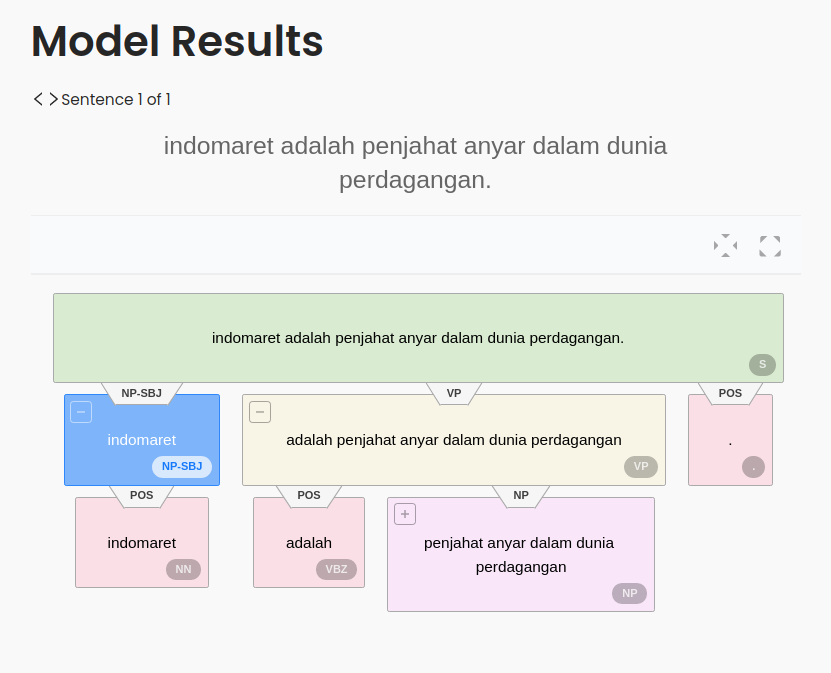 Model Results
< > Sentence 1 of 1
indomaret adalah penjahat anyar dalam dunia
perdagangan.
indomaret adalah penjahat anyar dalam dunia perdagangan.
S
NP-SBJ
VP
POS
indomaret
NP-SBJ
adalah penjahat anyar dalam dunia perdagangan
VP
.
.
POS
POS
NP
indomaret
NN
adalah
VBZ
penjahat anyar dalam dunia
perdagangan
NP